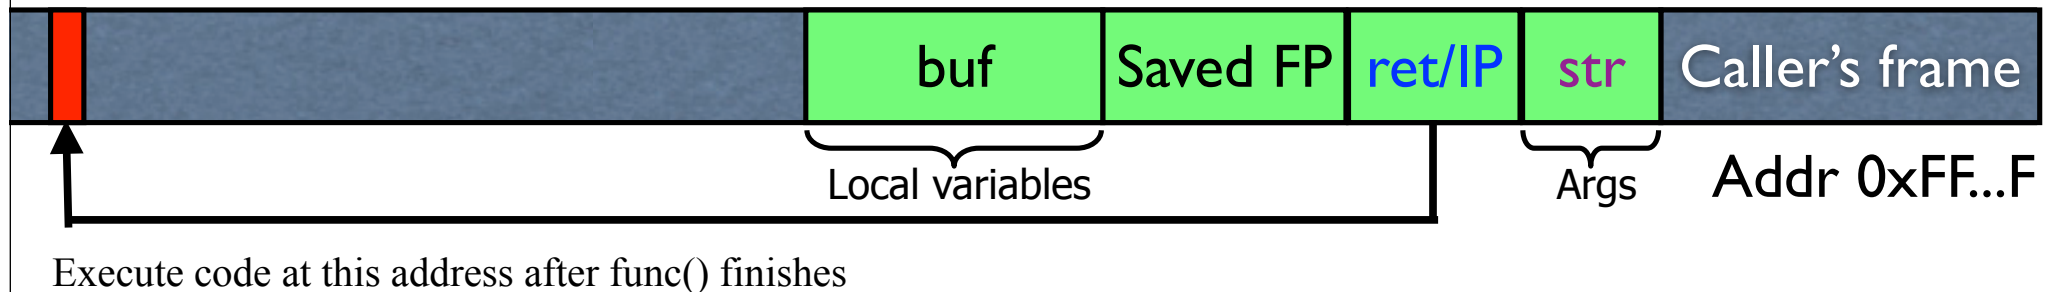 buf Saved FP ret/IP str Caller's frame
Local variables Args Addr 0xFF...F
Execute code at this address after func() finishes